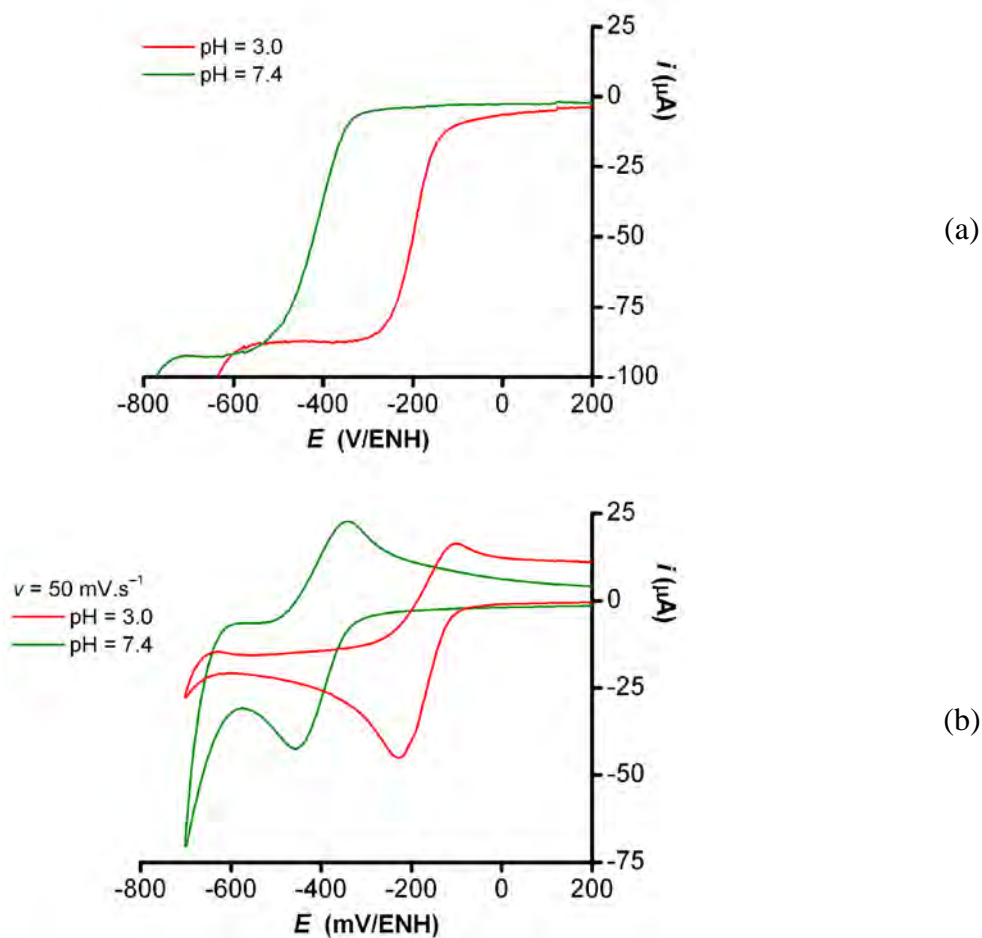 pH = 3.0
pH = 7.4
25
0
-25
-50
-75
-100
i (µA)
-800 -600 -400 -200 0 200
E (V/ENH)
(a)
v = 50 mV.s⁻¹
pH = 3.0
pH = 7.4
25
0
-25
-50
-75
i (µA)
-800 -600 -400 -200 0 200
E (mV/ENH)
(b)